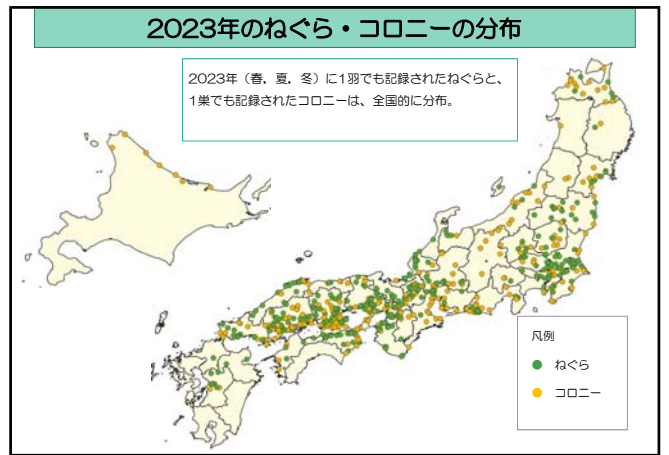 2023年のねぐら・コロニーの分布
2023年（春，夏，冬）に1羽でも記録されたねぐらと、
1巣でも記録されたコロニーは、全国的に分布。
凡例
ねぐら
コロニー